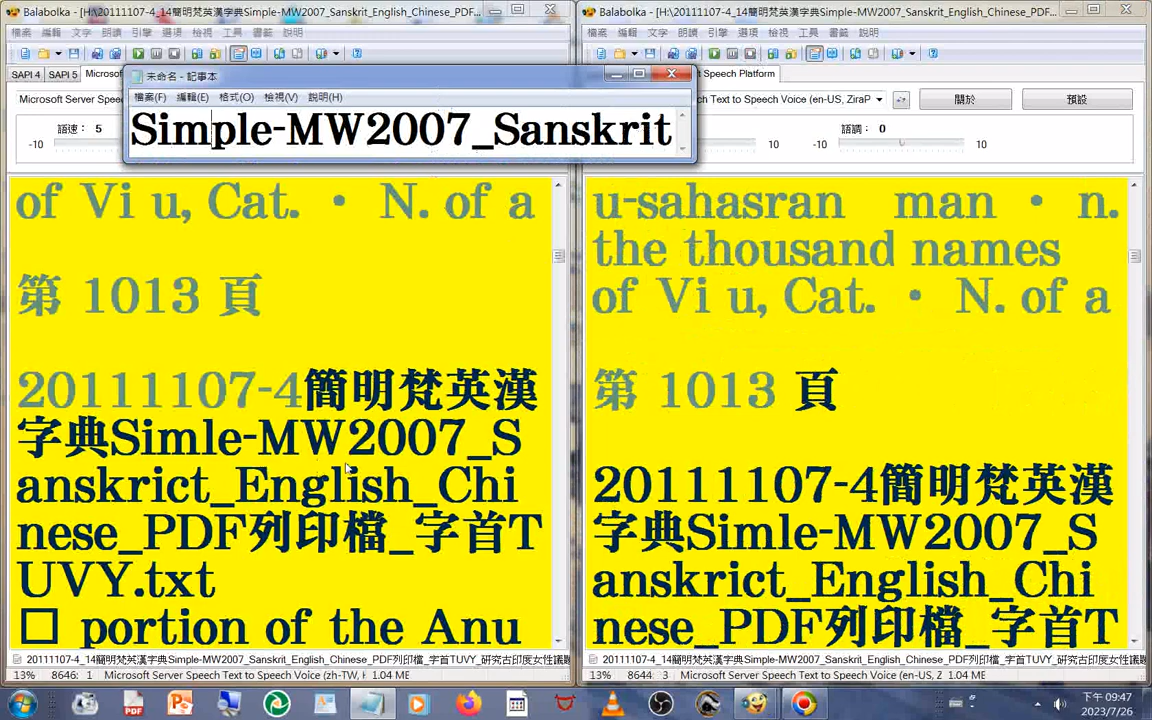 Balabolka - [H:\20111107-4_14簡明梵英漢字典Simple-MW2007_Sanskrit_English_Chinese_PDF...
檔案 編輯 文字 朗讀 引擎 選項 檢視 工具 書籤 說明
SAPI 4 SAPI 5 Microsoft
Microsoft Server Speech
語速： 5
-10
of Vi u, Cat. • N. of a
第 1013 頁
20111107-4簡明梵英漢
字典Simle-MW2007_S
anskrict_English_Chi
nese_PDF列印檔_字首T
UVY.txt
□ portion of the Anu
20111107-4_14簡明梵英漢字典Simple-MW2007_Sanskrit_English_Chinese_PDF列印檔_字首TUVY_研究古印度女性議題
13% 8646: 1 Microsoft Server Speech Text to Speech Voice (zh-TW, H 1.04 MB
未命名 - 記事本
檔案(F) 編輯(E) 格式(O) 檢視(V) 說明(H)
Simple-MW2007_Sanskrit
Balabolka - [H:\20111107-4_14簡明梵英漢字典Simple-MW2007_Sanskrit_English_Chinese_PDF...
檔案 編輯 文字 朗讀 引擎 選項 檢視 工具 書籤 說明
Speech Platform
ch Text to Speech Voice (en-US, ZiraP 關於 預設
語調： 0
10 -10 10
u-sahasran man • n.
the thousand names
of Vi u, Cat. • N. of a
第 1013 頁
20111107-4簡明梵英漢
字典Simle-MW2007_S
anskrict_English_Chi
nese_PDF列印檔_字首T
20111107-4_14簡明梵英漢字典Simple-MW2007_Sanskrit_English_Chinese_PDF列印檔_字首TUVY_研究古印度女性議題
13% 8644: 3 Microsoft Server Speech Text to Speech Voice (en-US, Z 1.04 MB
下午 09:47
2023/7/26